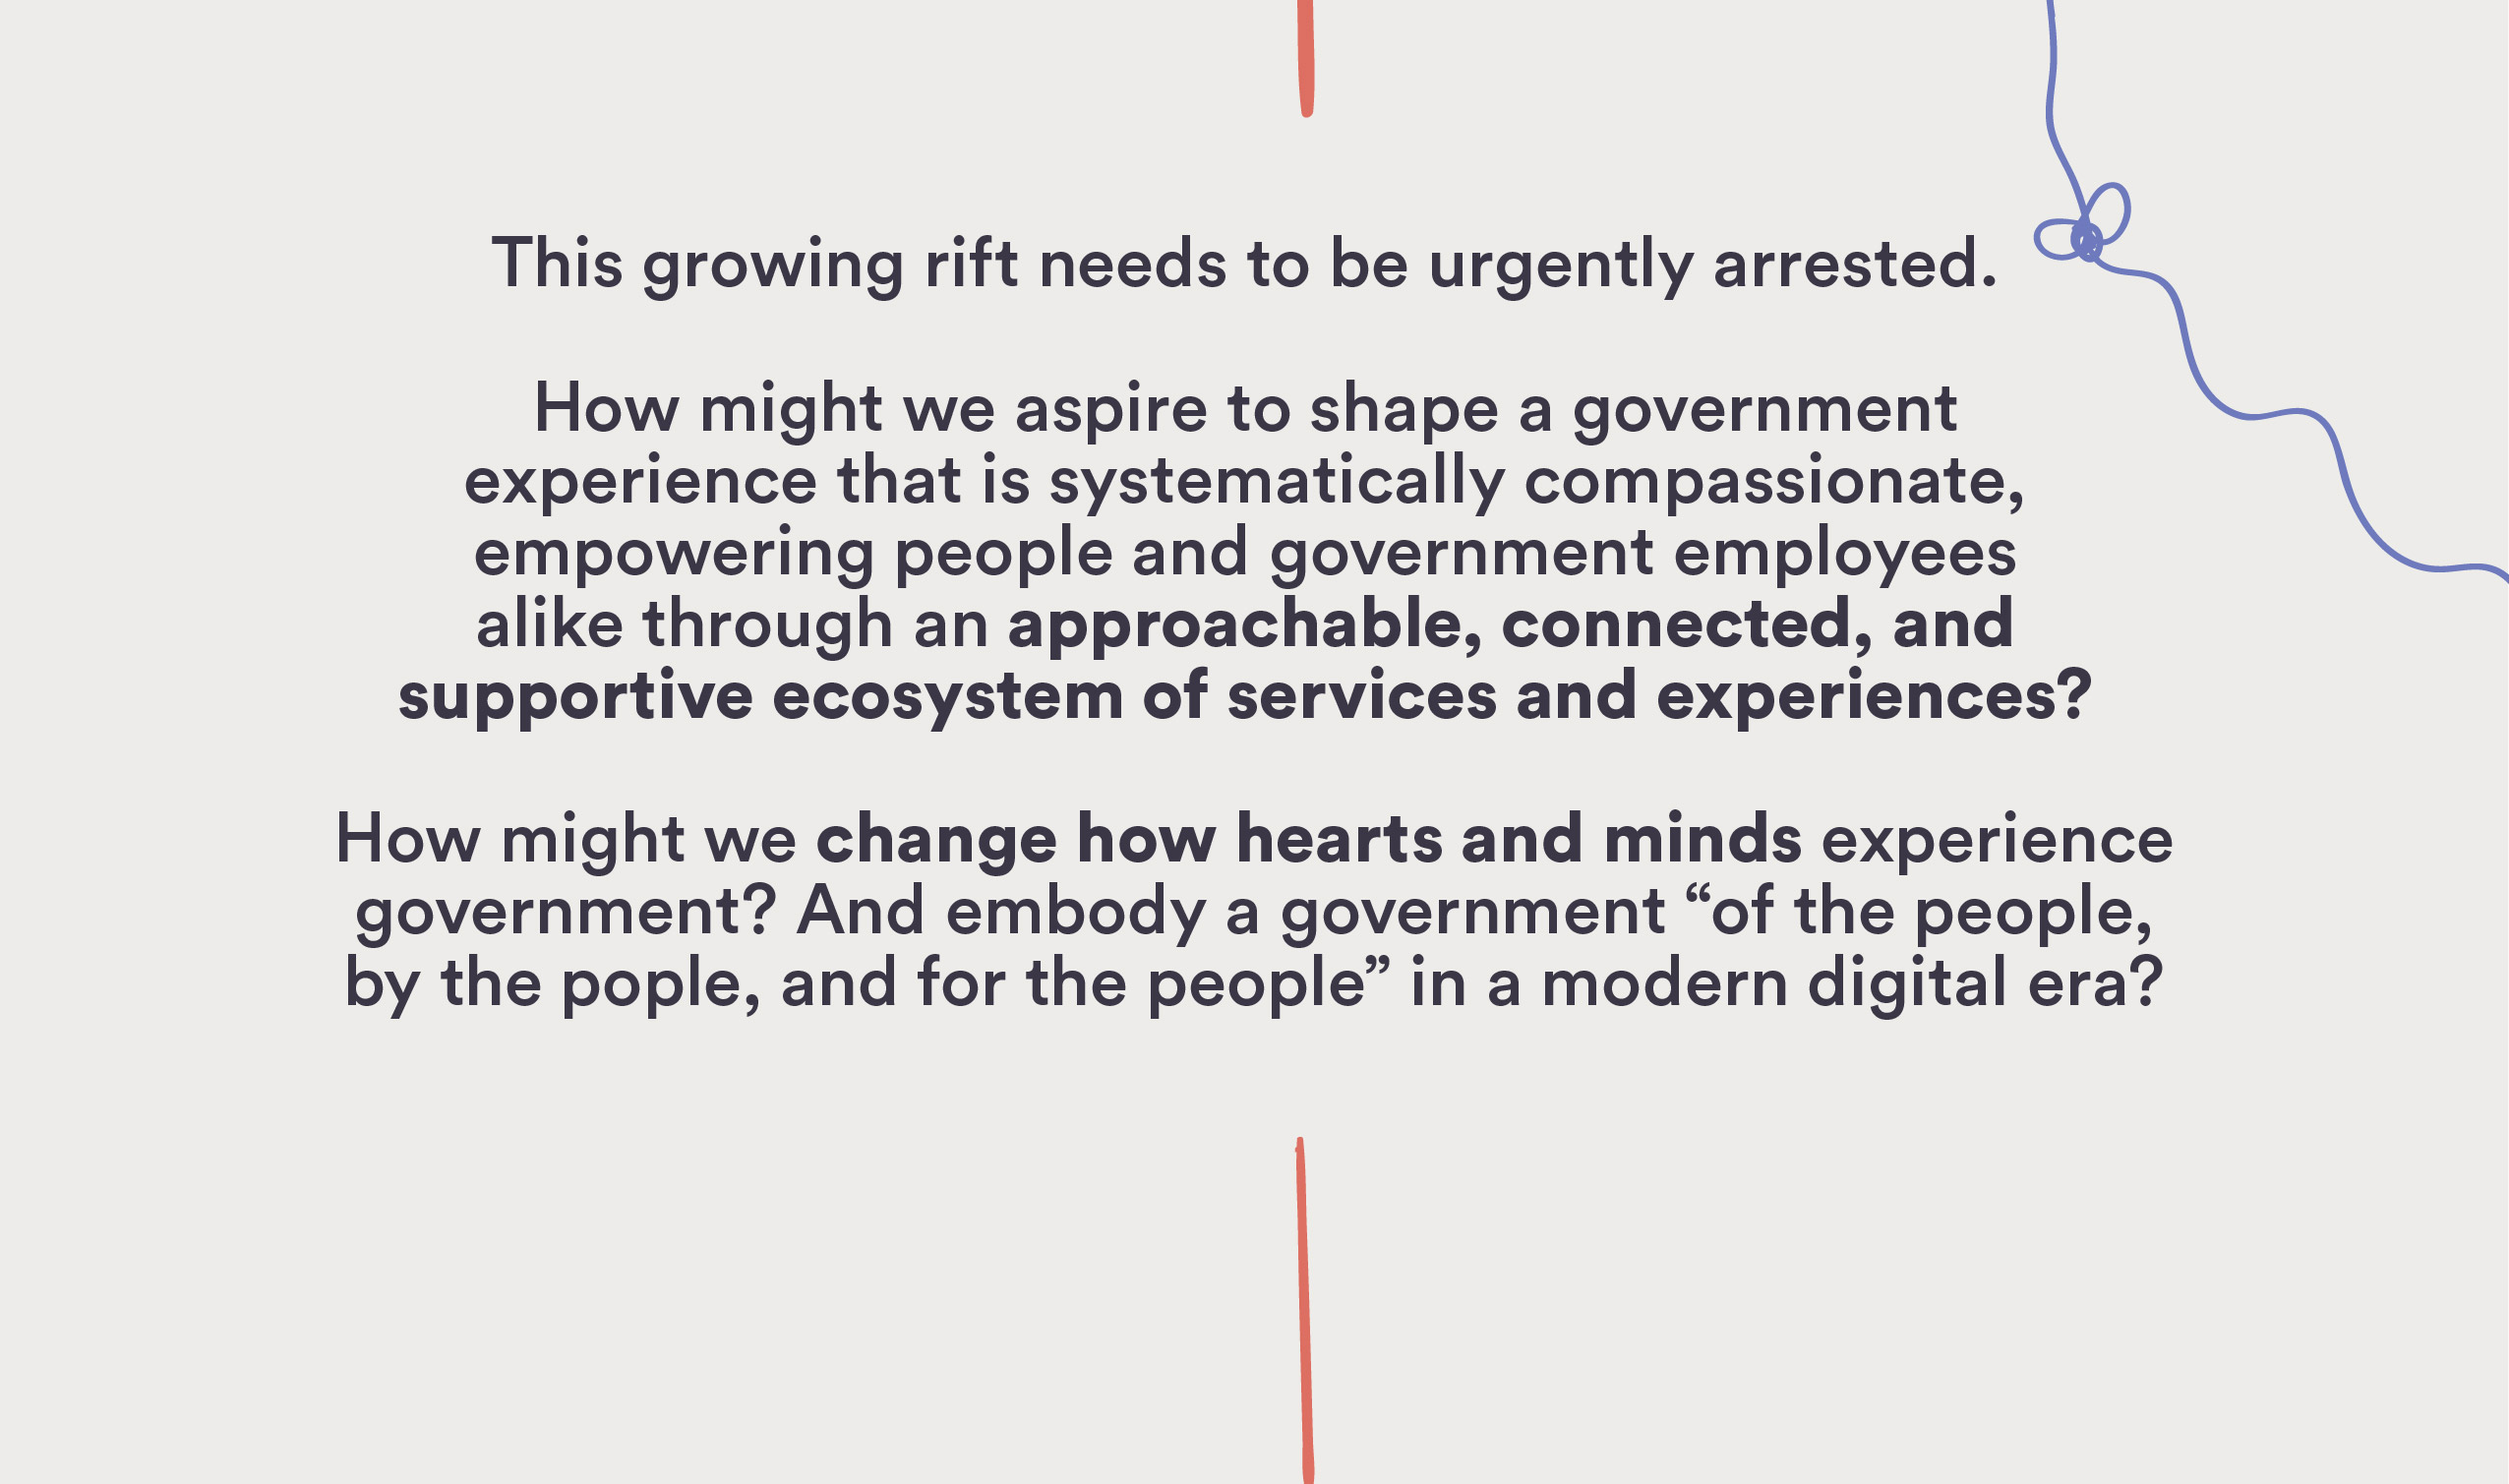 This growing rift needs to be urgently arrested.
How might we aspire to shape a government
experience that is systematically compassionate,
empowering people and government employees
alike through an approachable, connected, and
supportive ecosystem of services and experiences?
How might we change how hearts and minds experience
government? And embody a government “of the people,
by the pople, and for the people” in a modern digital era?